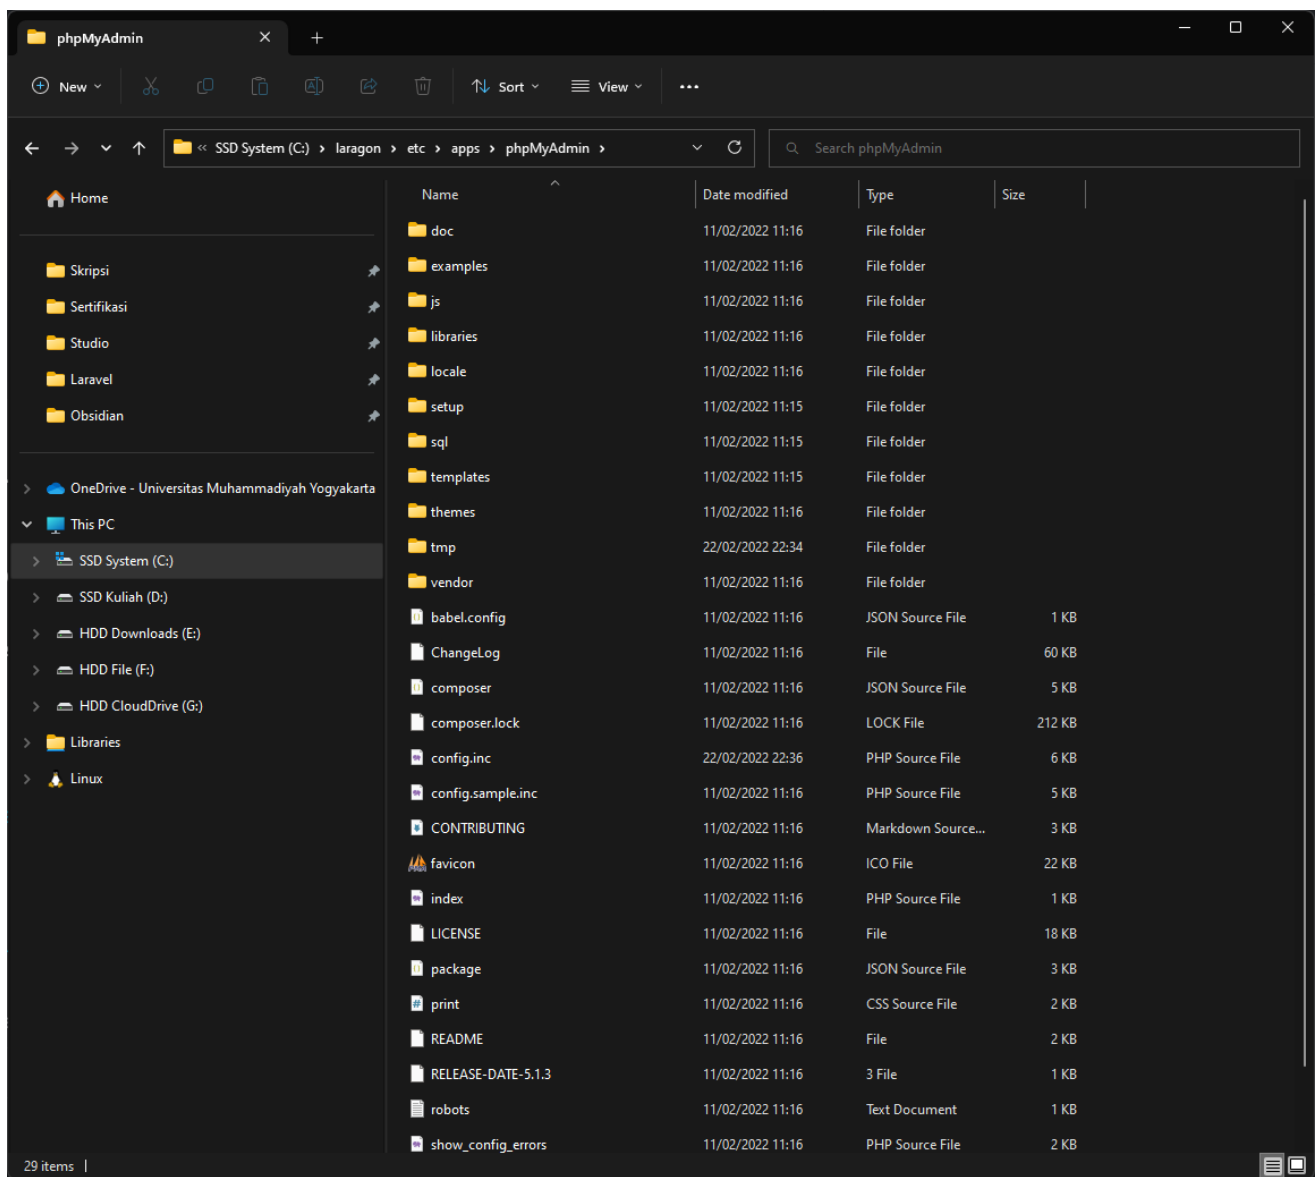 phpMyAdmin
New
Sort
View
« SSD System (C:) › laragon › etc › apps › phpMyAdmin ›
Search phpMyAdmin
Home
Skripsi
Sertifikasi
Studio
Laravel
Obsidian
OneDrive - Universitas Muhammadiyah Yogyakarta
This PC
SSD System (C:)
SSD Kuliah (D:)
HDD Downloads (E:)
HDD File (F:)
HDD CloudDrive (G:)
Libraries
Linux
Name Date modified Type Size
doc 11/02/2022 11:16 File folder
examples 11/02/2022 11:16 File folder
js 11/02/2022 11:16 File folder
libraries 11/02/2022 11:16 File folder
locale 11/02/2022 11:16 File folder
setup 11/02/2022 11:15 File folder
sql 11/02/2022 11:15 File folder
templates 11/02/2022 11:15 File folder
themes 11/02/2022 11:16 File folder
tmp 22/02/2022 22:34 File folder
vendor 11/02/2022 11:16 File folder
babel.config 11/02/2022 11:16 JSON Source File 1 KB
ChangeLog 11/02/2022 11:16 File 60 KB
composer 11/02/2022 11:16 JSON Source File 5 KB
composer.lock 11/02/2022 11:16 LOCK File 212 KB
config.inc 22/02/2022 22:36 PHP Source File 6 KB
config.sample.inc 11/02/2022 11:16 PHP Source File 5 KB
CONTRIBUTING 11/02/2022 11:16 Markdown Source... 3 KB
favicon 11/02/2022 11:16 ICO File 22 KB
index 11/02/2022 11:16 PHP Source File 1 KB
LICENSE 11/02/2022 11:16 File 18 KB
package 11/02/2022 11:16 JSON Source File 3 KB
print 11/02/2022 11:16 CSS Source File 2 KB
README 11/02/2022 11:16 File 2 KB
RELEASE-DATE-5.1.3 11/02/2022 11:16 3 File 1 KB
robots 11/02/2022 11:16 Text Document 1 KB
show_config_errors 11/02/2022 11:16 PHP Source File 2 KB
29 items